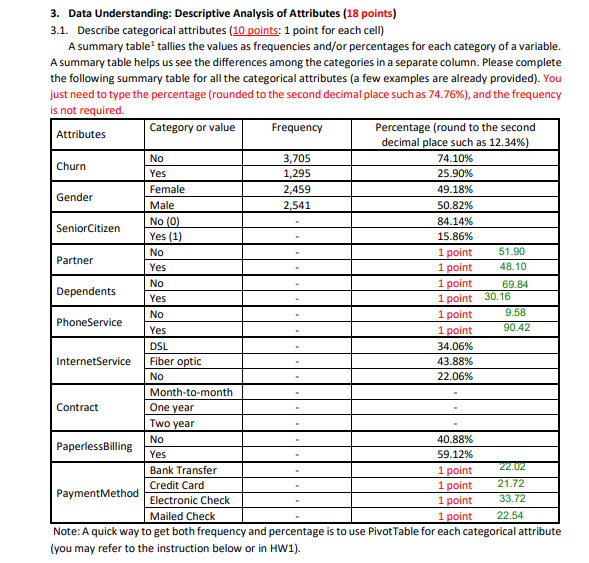 3. Data Understanding: Descriptive Analysis of Attributes (18 points)
3.1. Describe categorical attributes (10 points: 1 point for each cell)
A summary table¹ tallies the values as frequencies and/or percentages for each category of a variable.
A summary table helps us see the differences among the categories in a separate column. Please complete
the following summary table for all the categorical attributes (a few examples are already provided). You
just need to type the percentage (rounded to the second decimal place such as 74.76%), and the frequency
is not required.
Attributes Category or value Frequency Percentage (round to the second
decimal place such as 12.34%)
Churn No 3,705 74.10%
Yes 1,295 25.90%
Gender Female 2,459 49.18%
Male 2,541 50.82%
SeniorCitizen No (0) - 84.14%
Yes (1) - 15.86%
Partner No - 1 point 51.90
Yes - 1 point 48.10
Dependents No - 1 point 69.84
Yes - 1 point 30.16
PhoneService No - 1 point 9.58
Yes - 1 point 90.42
DSL - 34.06%
InternetService Fiber optic - 43.88%
No - 22.06%
Month-to-month - -
Contract One year - -
Two year - -
PaperlessBilling No - 40.88%
Yes - 59.12%
Bank Transfer - 1 point 22.02
PaymentMethod Credit Card - 1 point 21.72
Electronic Check - 1 point 33.72
Mailed Check - 1 point 22.54
Note: A quick way to get both frequency and percentage is to use PivotTable for each categorical attribute
(you may refer to the instruction below or in HW1).